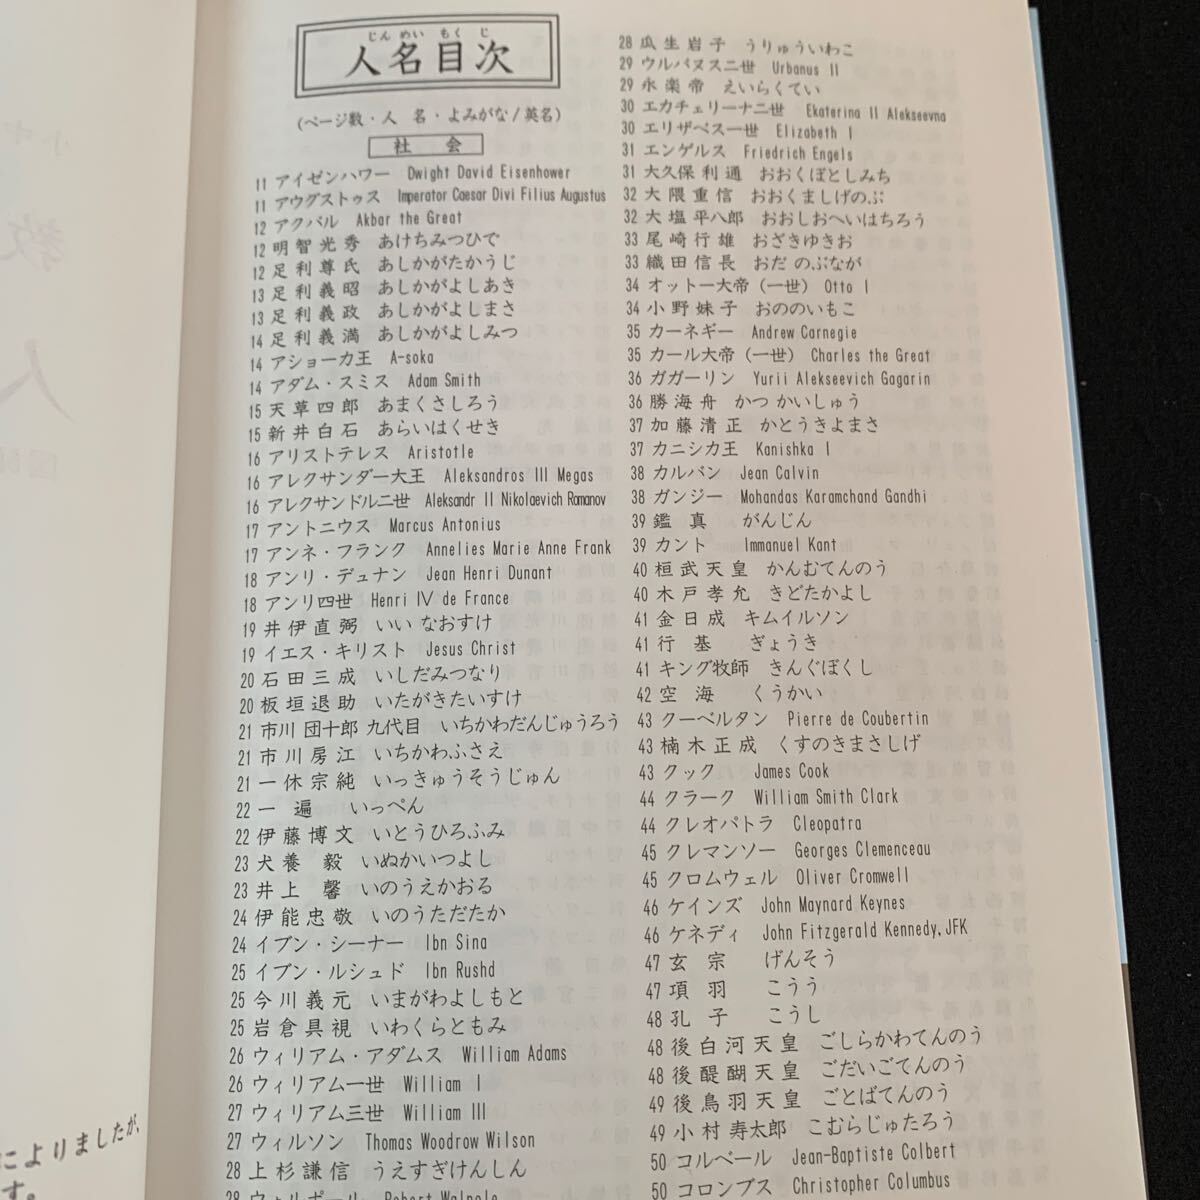 じん めい もく じ
人名目次
(ページ数・人 名・よみがな/英名)
社 会
11 アイゼンハワー Dwight David Eisenhower
11 アウグストゥス Imperator Caesar Divi Filius Augustus
12 アクバル Akbar the Great
12 明智光秀 あけちみつひで
12 足利尊氏 あしかがたかうじ
13 足利義昭 あしかがよしあき
13 足利義政 あしかがよしまさ
14 足利義満 あしかがよしみつ
14 アショーカ王 A-soka
14 アダム・スミス Adam Smith
15 天草四郎 あまくさしろう
15 新井白石 あらいはくせき
16 アリストテレス Aristotle
16 アレクサンダー大王 Aleksandros III Megas
16 アレクサンドル二世 Aleksandr II Nikolaevich Romanov
17 アントニウス Marcus Antonius
17 アンネ・フランク Annelies Marie Anne Frank
18 アンリ・デュナン Jean Henri Dunant
18 アンリ四世 Henri IV de France
19 井伊直弼 いい なおすけ
19 イエス・キリスト Jesus Christ
20 石田三成 いしだみつなり
20 板垣退助 いたがきたいすけ
21 市川 団十郎 九代目 いちかわだんじゅうろう
21 市川房江 いちかわふさえ
21 一休宗純 いっきゅうそうじゅん
22 一 遍 いっぺん
22 伊藤博文 いとうひろふみ
23 犬養 毅 いぬかいつよし
23 井上 馨 いのうえかおる
24 伊能忠敬 いのうただたか
24 イブン・シーナー Ibn Sina
25 イブン・ルシュド Ibn Rushd
25 今川義元 いまがわよしもと
25 岩倉具視 いわくらともみ
26 ウィリアム・アダムス William Adams
26 ウィリアム一世 William I
27 ウィリアム三世 William III
27 ウィルソン Thomas Woodrow Wilson
28 上杉謙信 うえすぎけんしん
28 ウォルポール Robert Walpole
28 瓜生岩子 うりゅういわこ
29 ウルバヌス二世 Urbanus II
29 永楽帝 えいらくてい
30 エカチェリーナ二世 Ekaterina II Alekseevna
30 エリザベス一世 Elizabeth I
31 エンゲルス Friedrich Engels
31 大久保利通 おおくぼとしみち
32 大隈重信 おおくましげのぶ
32 大塩平八郎 おおしおへいはちろう
33 尾崎行雄 おざきゆきお
33 織田信長 おだ のぶなが
34 オットー大帝 (一世) Otto I
34 小野妹子 おののいもこ
35 カーネギー Andrew Carnegie
35 カール大帝 (一世) Charles the Great
36 ガガーリン Yurii Alekseevich Gagarin
36 勝海舟 かつ かいしゅう
37 加藤清正 かとうきよまさ
37 カニシカ王 Kanishka I
38 カルバン Jean Calvin
38 ガンジー Mohandas Karamchand Gandhi
39 鑑 真 がんじん
39 カント Immanuel Kant
40 桓武天皇 かんむてんのう
40 木戸孝允 きどたかよし
41 金日成 キムイルソン
41 行 基 ぎょうき
41 キング牧師 きんぐぼくし
42 空 海 くうかい
43 クーベルタン Pierre de Coubertin
43 楠木正成 くすのきまさしげ
43 クック James Cook
44 クラーク William Smith Clark
44 クレオパトラ Cleopatra
45 クレマンソー Georges Clemenceau
45 クロムウェル Oliver Cromwell
46 ケインズ John Maynard Keynes
46 ケネディ John Fitzgerald Kennedy, JFK
47 玄 宗 げんそう
47 項 羽 こうう
48 孔 子 こうし
48 後白河天皇 ごしらかわてんのう
48 後醍醐天皇 ごだいごてんのう
49 後鳥羽天皇 ごとばてんのう
49 小村寿太郎 こむらじゅたろう
50 コルベール Jean-Baptiste Colbert
50 コロンブス Christopher Columbus
によりましたが、
す。